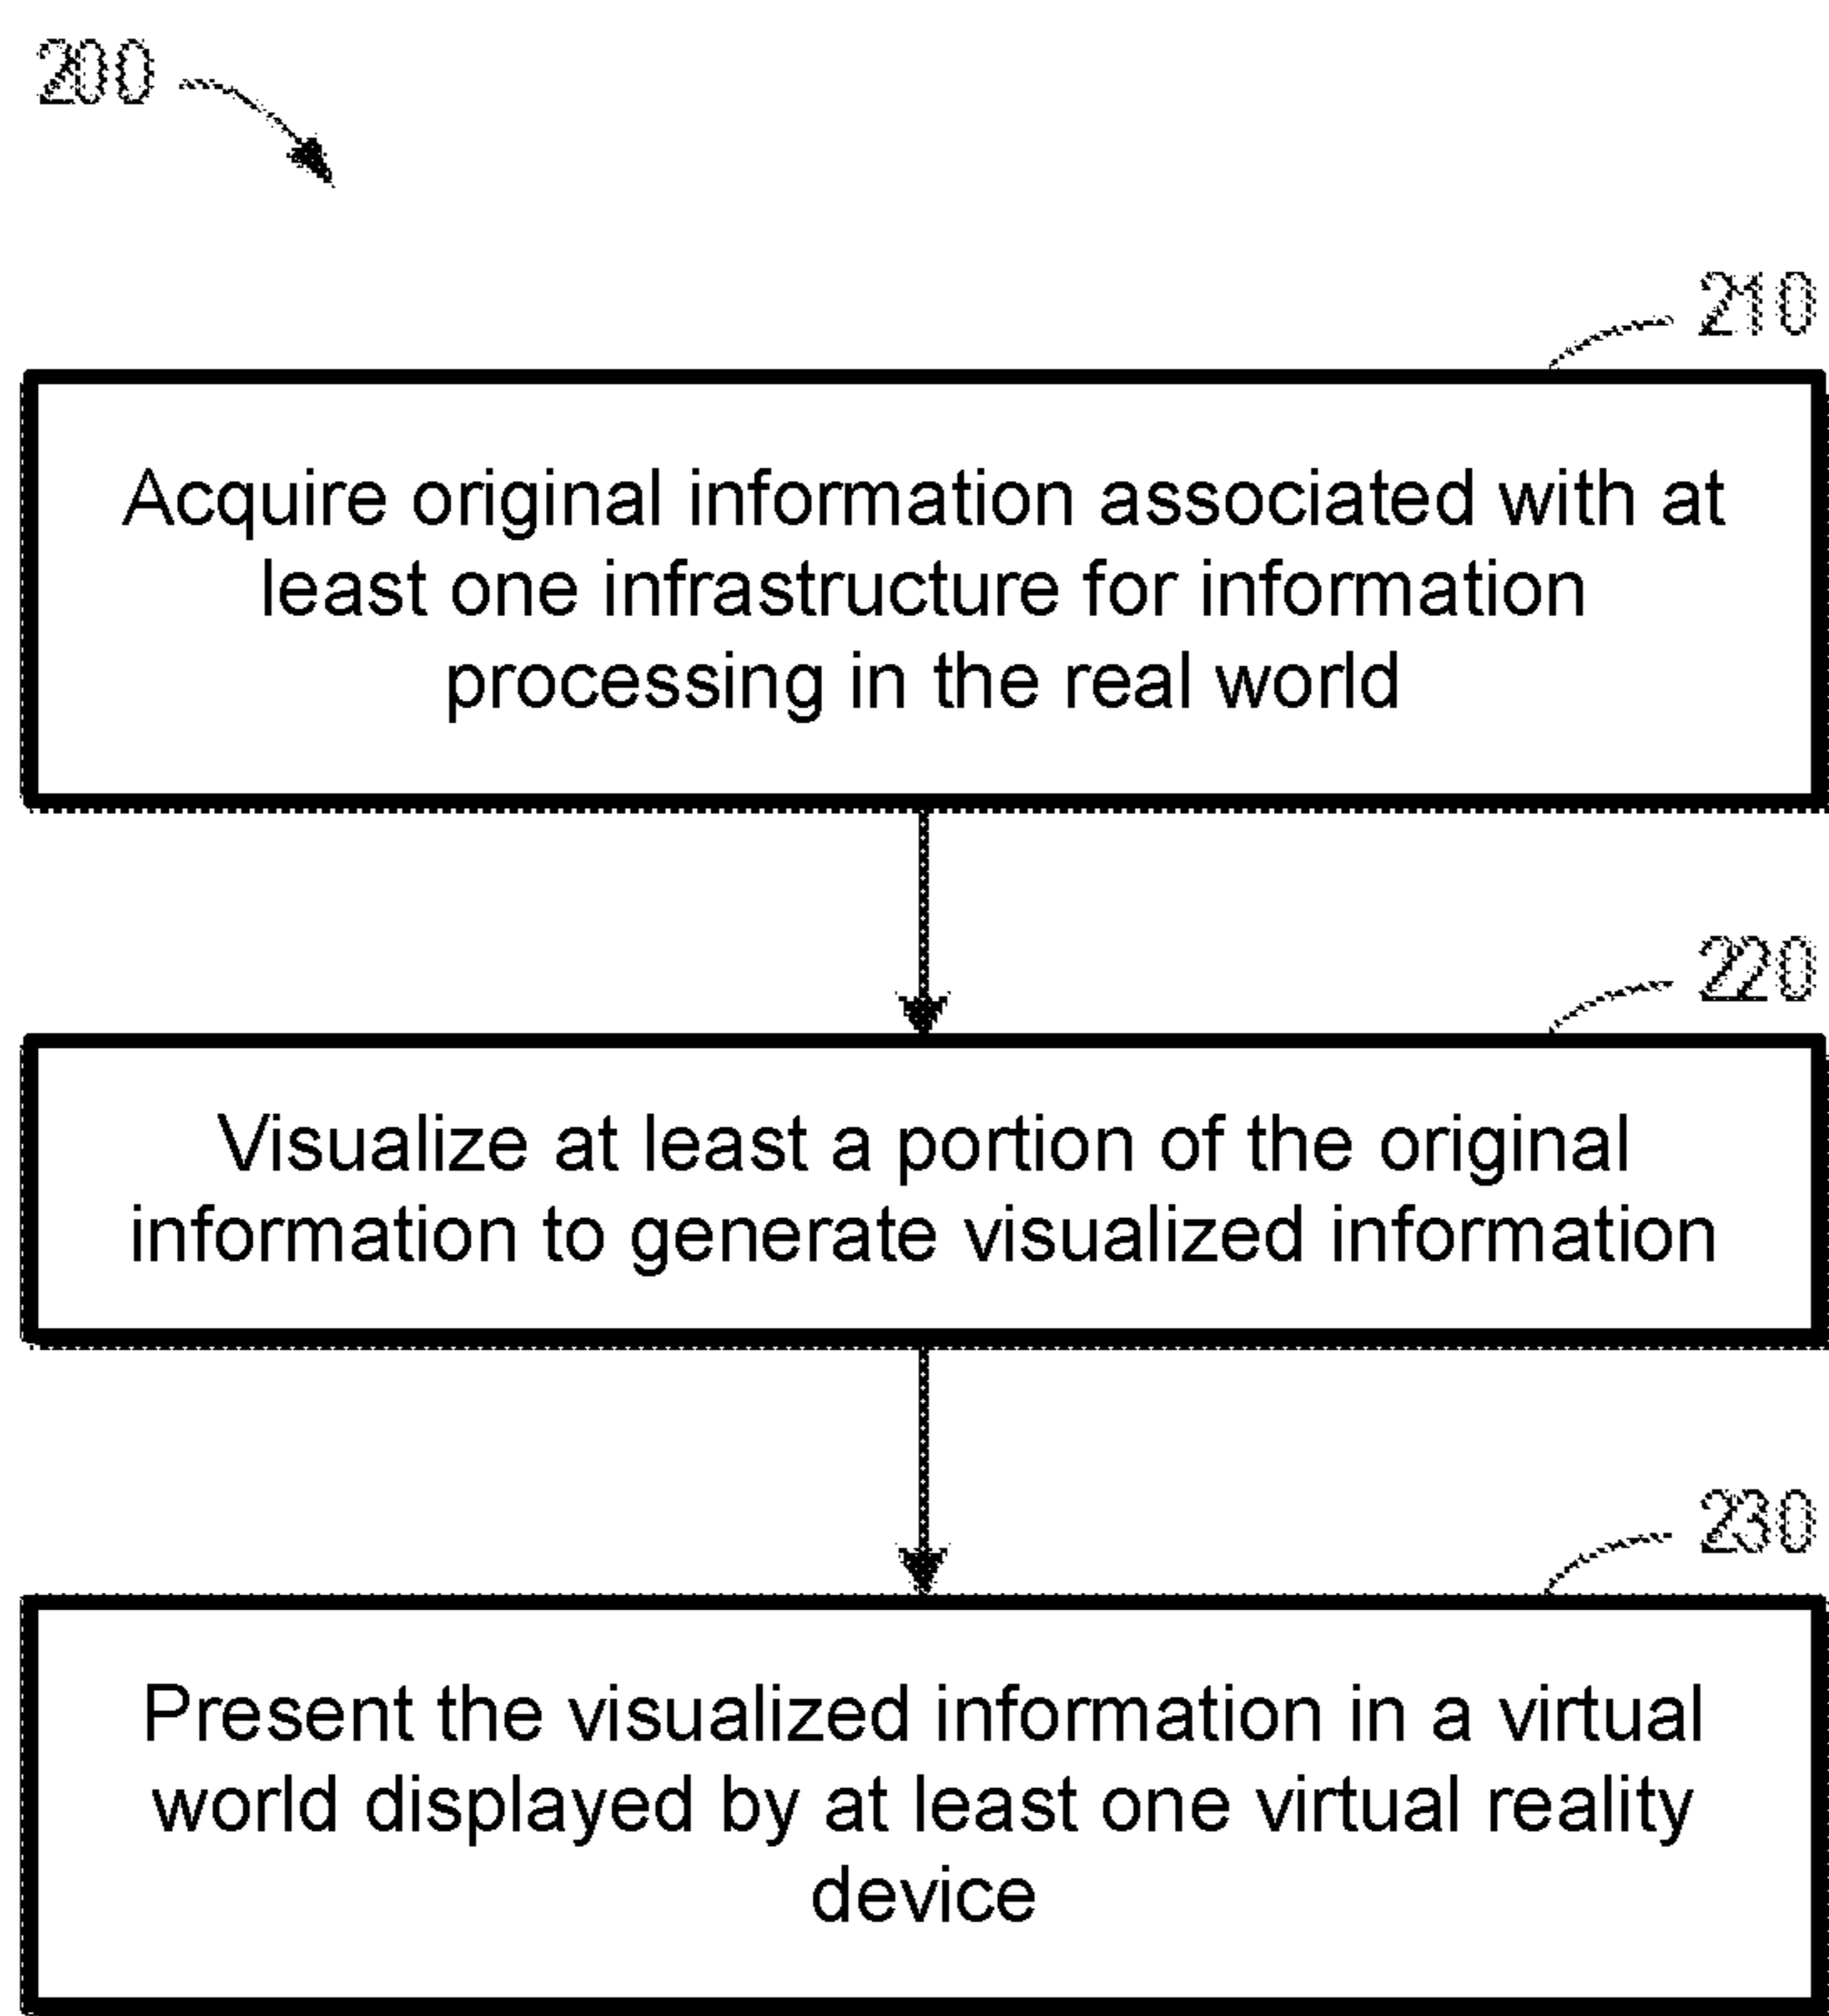 200
210
Acquire original information associated with at
least one infrastructure for information
processing in the real world
220
Visualize at least a portion of the original
information to generate visualized information
230
Present the visualized information in a virtual
world displayed by at least one virtual reality
device